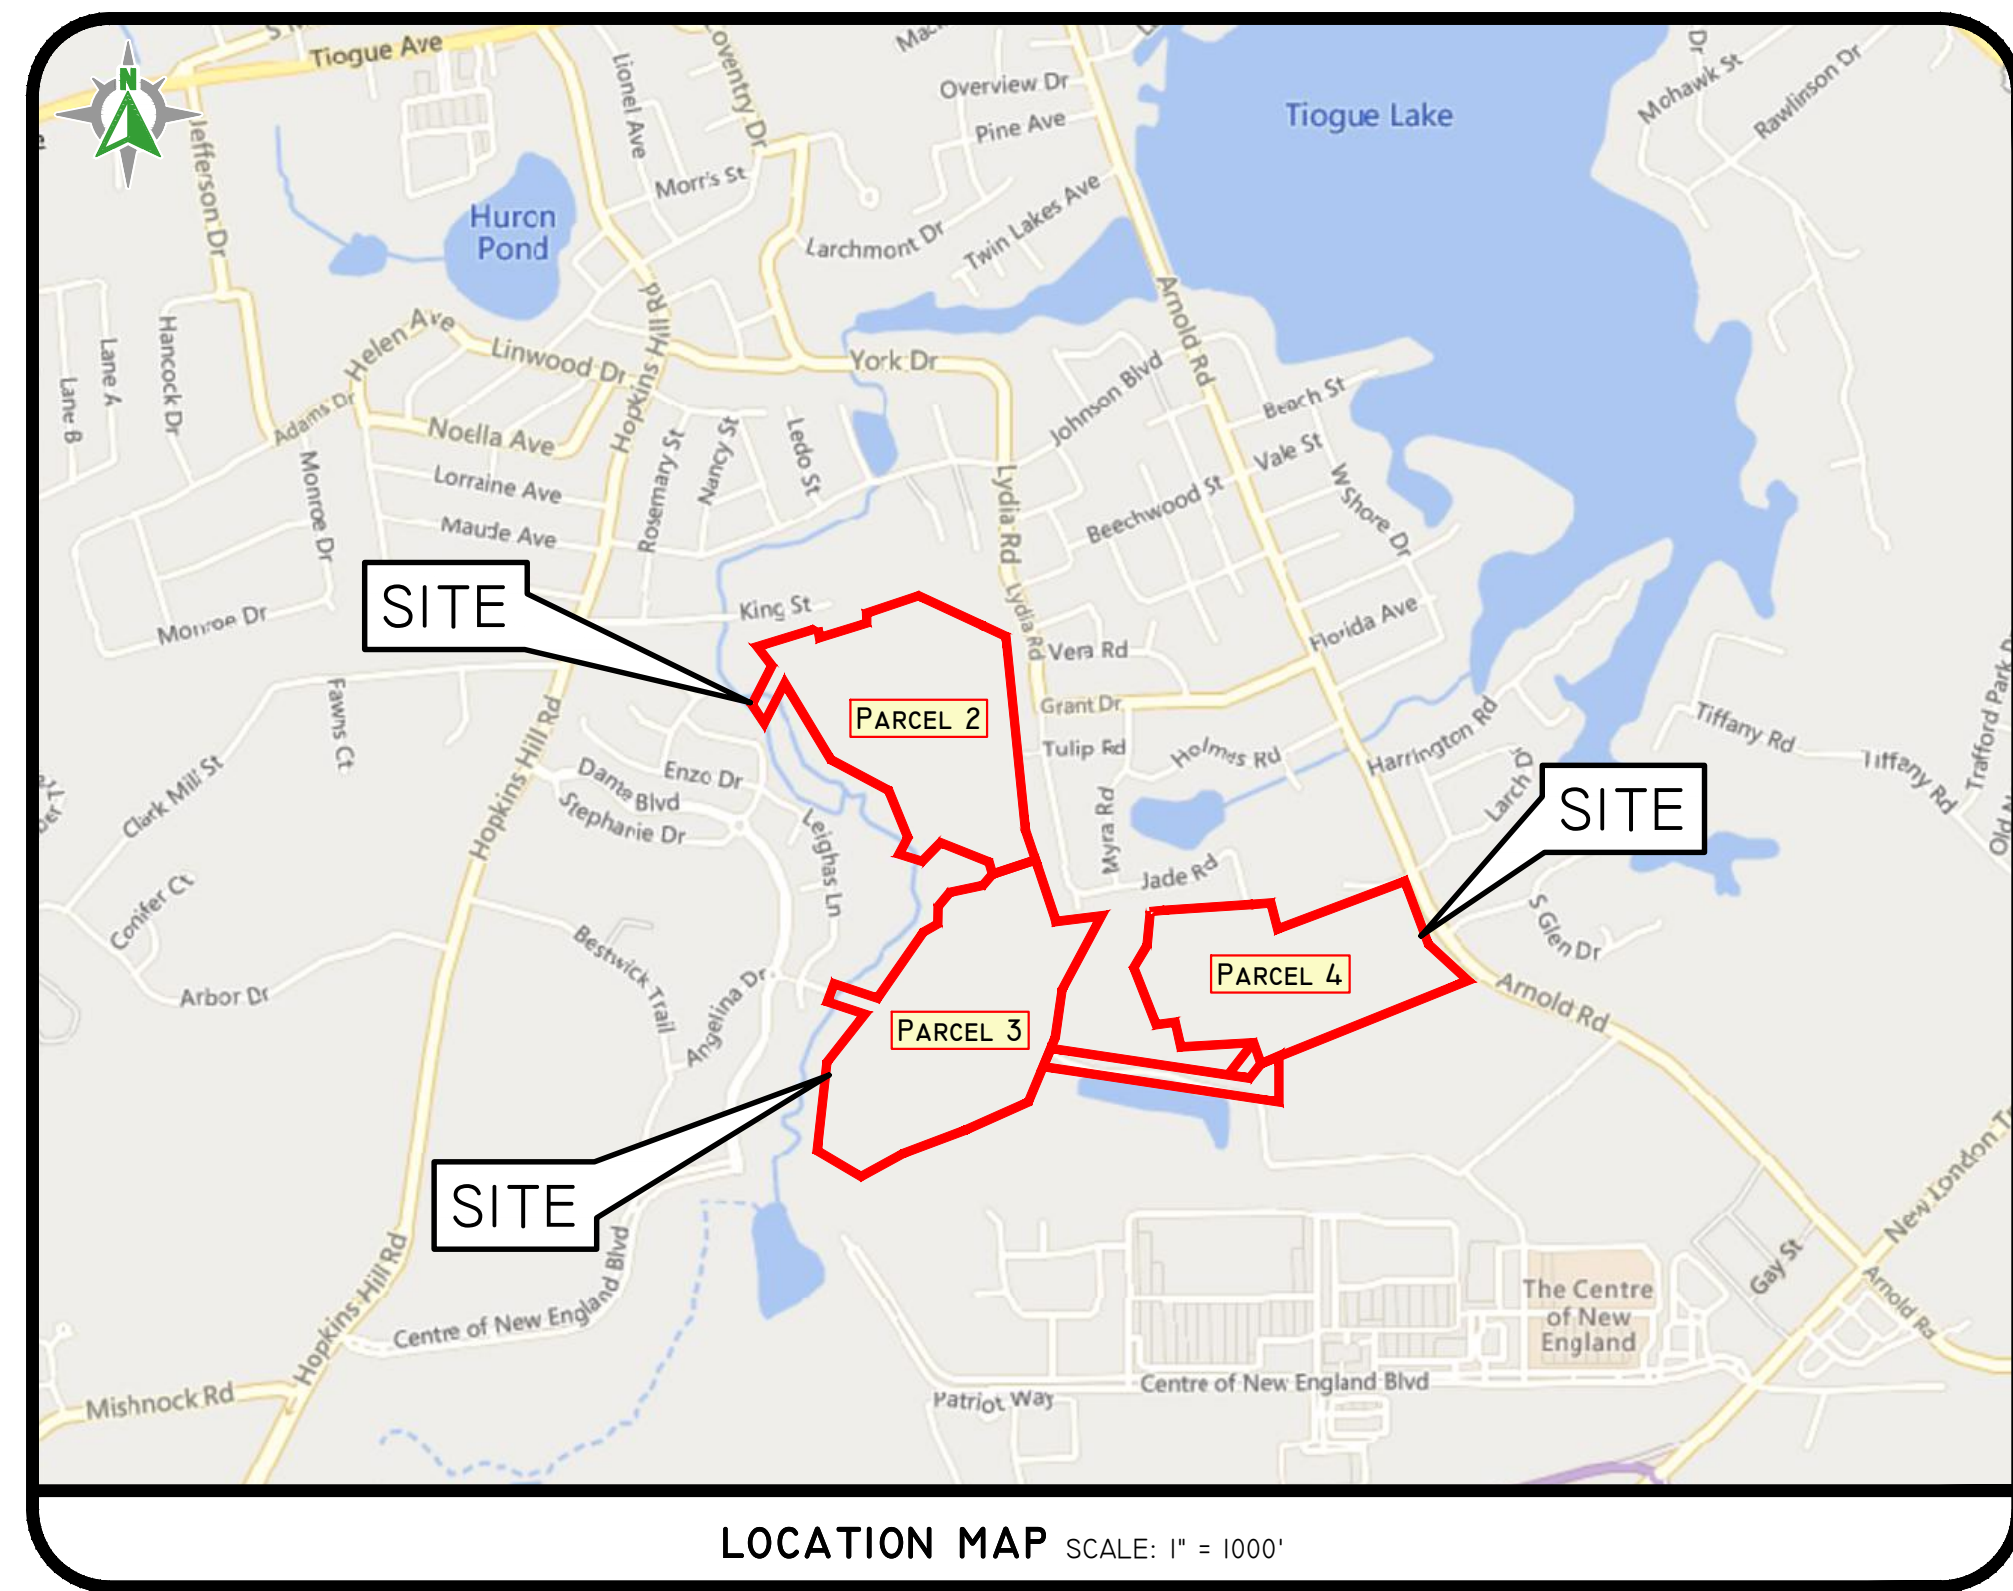 N
Tiogue Ave
Jefferson Dr
Lionel Ave
Coventry Dr
Overview Dr
Pine Ave
Tiogue Lake
Dr
Mohawk St
Rawlinson Dr
Morris St
Huron
Pond
Larchmont Dr
Twin Lakes Ave
Arnold Rd
Hopkins Hill Rd
Helen Ave
Linwood Dr
York Dr
Hancock Dr
Lane A
Lane B
Adams Dr
Noella Ave
Johnson Blvd
Beach St
Vale St
Lorraine Ave
Maude Ave
Monroe Dr
Rosemary St
Nancy St
Ledo St
Lydia Rd
Beechwood St
W Shore Dr
SITE
King St
Lydia Rd
Monroe Dr
Vera Rd
Florida Ave
PARCEL 2
Grant Dr
Tulip Rd
Holmes Rd
Harrington Rd
Larch Dr
Tiffany Rd
Tiffany Rd
Trafford Park D
Fawns Ct
Clark Mill St
Hopkins Hill Rd
Enzo Dr
Dante Blvd
Stephanie Dr
Leighas Ln
Myra Rd
Jade Rd
SITE
Old N
Conifer Ct
Arbor Dr
Bestwick Trail
Angelina Dr
S Glen Dr
PARCEL 4
Arnold Rd
PARCEL 3
SITE
Hopkins Hill Rd
Centre of New England Blvd
Mishnock Rd
New London Tu
Gay St
Arnold Rd
The Centre
of New
England
Centre of New England Blvd
Patriot Way
LOCATION MAP SCALE: 1" = 1000'